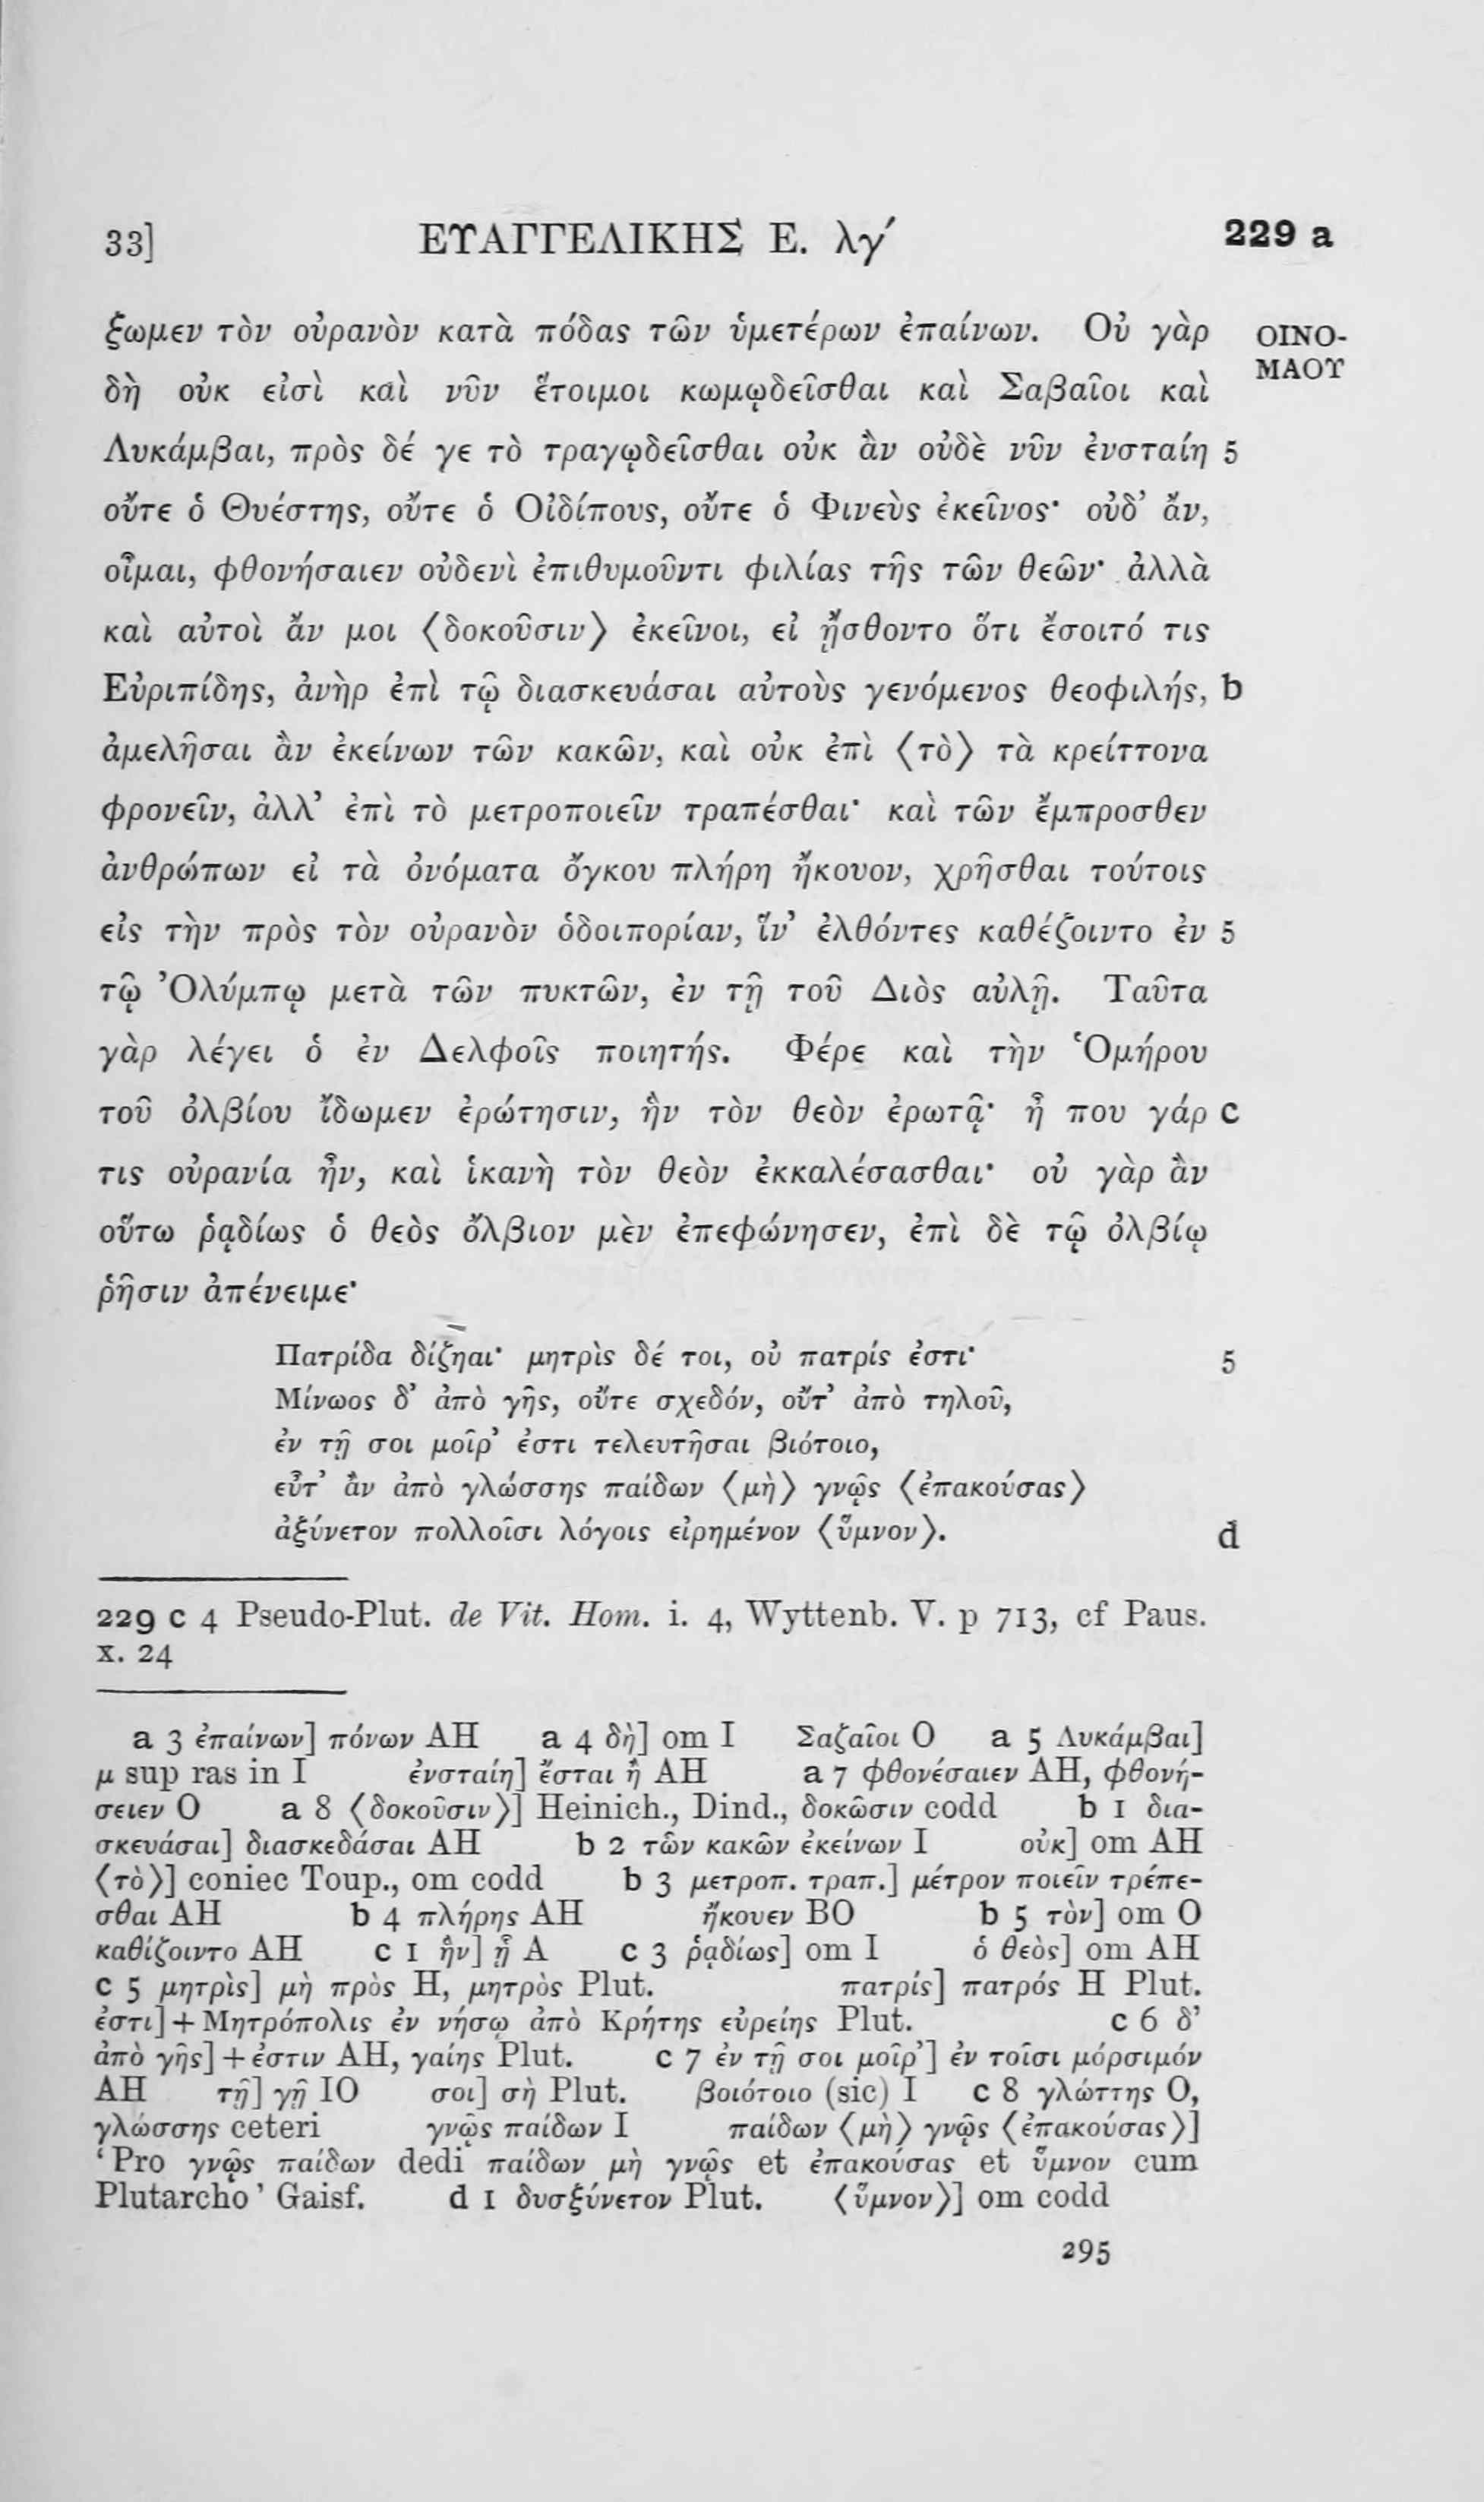 33] ΕΥΑΓΓΕΛΙΚΗΣ Ε. λγ´ 229 a
ξωμεν τὸν οὐρανὸν κατὰ πόδας τῶν ὑμετέρων ἐπαίνων. Οὐ γὰρ ΟΙΝΟ-
δὴ οὐκ εἰσὶ καὶ νῦν ἕτοιμοι κωμῳδεῖσθαι καὶ Σαβαῖοι καὶ ΜΑΟΥ
Λυκάμβαι, πρὸς δέ γε τὸ τραγῳδεῖσθαι οὐκ ἂν οὐδὲ νῦν ἐνσταίη 5
οὔτε ὁ Θυέστης, οὔτε ὁ Οἰδίπους, οὔτε ὁ Φινεὺς ἐκεῖνος· οὐδ’ ἄν,
οἶμαι, φθονήσαιεν οὐδενὶ ἐπιθυμοῦντι φιλίας τῆς τῶν θεῶν· ἀλλὰ
καὶ αὐτοὶ ἄν μοι ⟨δοκοῦσιν⟩ ἐκεῖνοι, εἰ ᾔσθοντο ὅτι ἔσοιτό τις
Εὐριπίδης, ἀνὴρ ἐπὶ τῷ διασκευάσαι αὐτοὺς γενόμενος θεοφιλής, b
ἀμελῆσαι ἂν ἐκείνων τῶν κακῶν, καὶ οὐκ ἐπὶ ⟨τὸ⟩ τὰ κρείττονα
φρονεῖν, ἀλλ’ ἐπὶ τὸ μετροποιεῖν τραπέσθαι· καὶ τῶν ἔμπροσθεν
ἀνθρώπων εἰ τὰ ὀνόματα ὄγκου πλήρη ἤκουον, χρῆσθαι τούτοις
εἰς τὴν πρὸς τὸν οὐρανὸν ὁδοιπορίαν, ἵν’ ἐλθόντες καθέζοιντο ἐν 5
τῷ Ὀλύμπῳ μετὰ τῶν πυκτῶν, ἐν τῇ τοῦ Διὸς αὐλῇ. Ταῦτα
γὰρ λέγει ὁ ἐν Δελφοῖς ποιητής. Φέρε καὶ τὴν Ὁμήρου
τοῦ ὀλβίου ἴδωμεν ἐρώτησιν, ἣν τὸν θεὸν ἐρωτᾷ· ἦ που γάρ c
τις οὐρανία ἦν, καὶ ἱκανὴ τὸν θεὸν ἐκκαλέσασθαι· οὐ γὰρ ἂν
οὕτω ῥᾳδίως ὁ θεὸς ὄλβιον μὲν ἐπεφώνησεν, ἐπὶ δὲ τῷ ὀλβίῳ
ῥῆσιν ἀπένειμε·
Πατρίδα δίζηαι· μητρὶς δέ τοι, οὐ πατρίς ἐστι· 5
Μίνωος δ’ ἀπὸ γῆς, οὔτε σχεδόν, οὔτ’ ἀπὸ τηλοῦ,
ἐν τῇ σοι μοῖρ’ ἐστι τελευτῆσαι βιότοιο,
εὖτ’ ἂν ἀπὸ γλώσσης παίδων ⟨μὴ⟩ γνῷς ⟨ἐπακούσας⟩
ἀξύνετον πολλοῖσι λόγοις εἰρημένον ⟨ὕμνον⟩. d
229 c 4 Pseudo-Plut. de Vit. Hom. i. 4, Wyttenb. V. p 713, cf Paus.
x. 24
a 3 ἐπαίνων] πόνων AH a 4 δὴ] om I Σαζαῖοι O a 5 Λυκάμβαι]
μ sup ras in I ἐνσταίη] ἔσται ἢ AH a 7 φθονέσαιεν AH, φθονή-
σειεν O a 8 ⟨δοκοῦσιν⟩] Heinich., Dind., δοκῶσιν codd b 1 δια-
σκευάσαι] διασκεδάσαι AH b 2 τῶν κακῶν ἐκείνων I οὐκ] om AH
⟨τὸ⟩] coniec Toup., om codd b 3 μετροπ. τραπ.] μέτρον ποιεῖν τρέπε-
σθαι AH b 4 πλήρης AH ἤκουεν BO b 5 τὸν] om O
καθίζοιντο AH c 1 ἣν] ᾗ A c 3 ῥᾳδίως] om I ὁ θεὸς] om AH
c 5 μητρὶς] μὴ πρὸς H, μητρὸς Plut. πατρίς] πατρός H Plut.
ἐστι] + Μητρόπολις ἐν νήσῳ ἀπὸ Κρήτης εὐρείης Plut. c 6 δ’
ἀπὸ γῆς] + ἐστιν AH, γαίης Plut. c 7 ἐν τῇ σοι μοῖρ’] ἐν τοῖσι μόρσιμόν
AH τῇ] γῇ IO σοι] σὴ Plut. βοιότοιο (sic) I c 8 γλώττης O,
γλώσσης ceteri γνῷς παίδων I παίδων ⟨μὴ⟩ γνῷς ⟨ἐπακούσας⟩]
‘Pro γνῷς παίδων dedi παίδων μὴ γνῷς et ἐπακούσας et ὕμνον cum
Plutarcho’ Gaisf. d 1 δυσξύνετον Plut. ⟨ὕμνον⟩] om codd
295